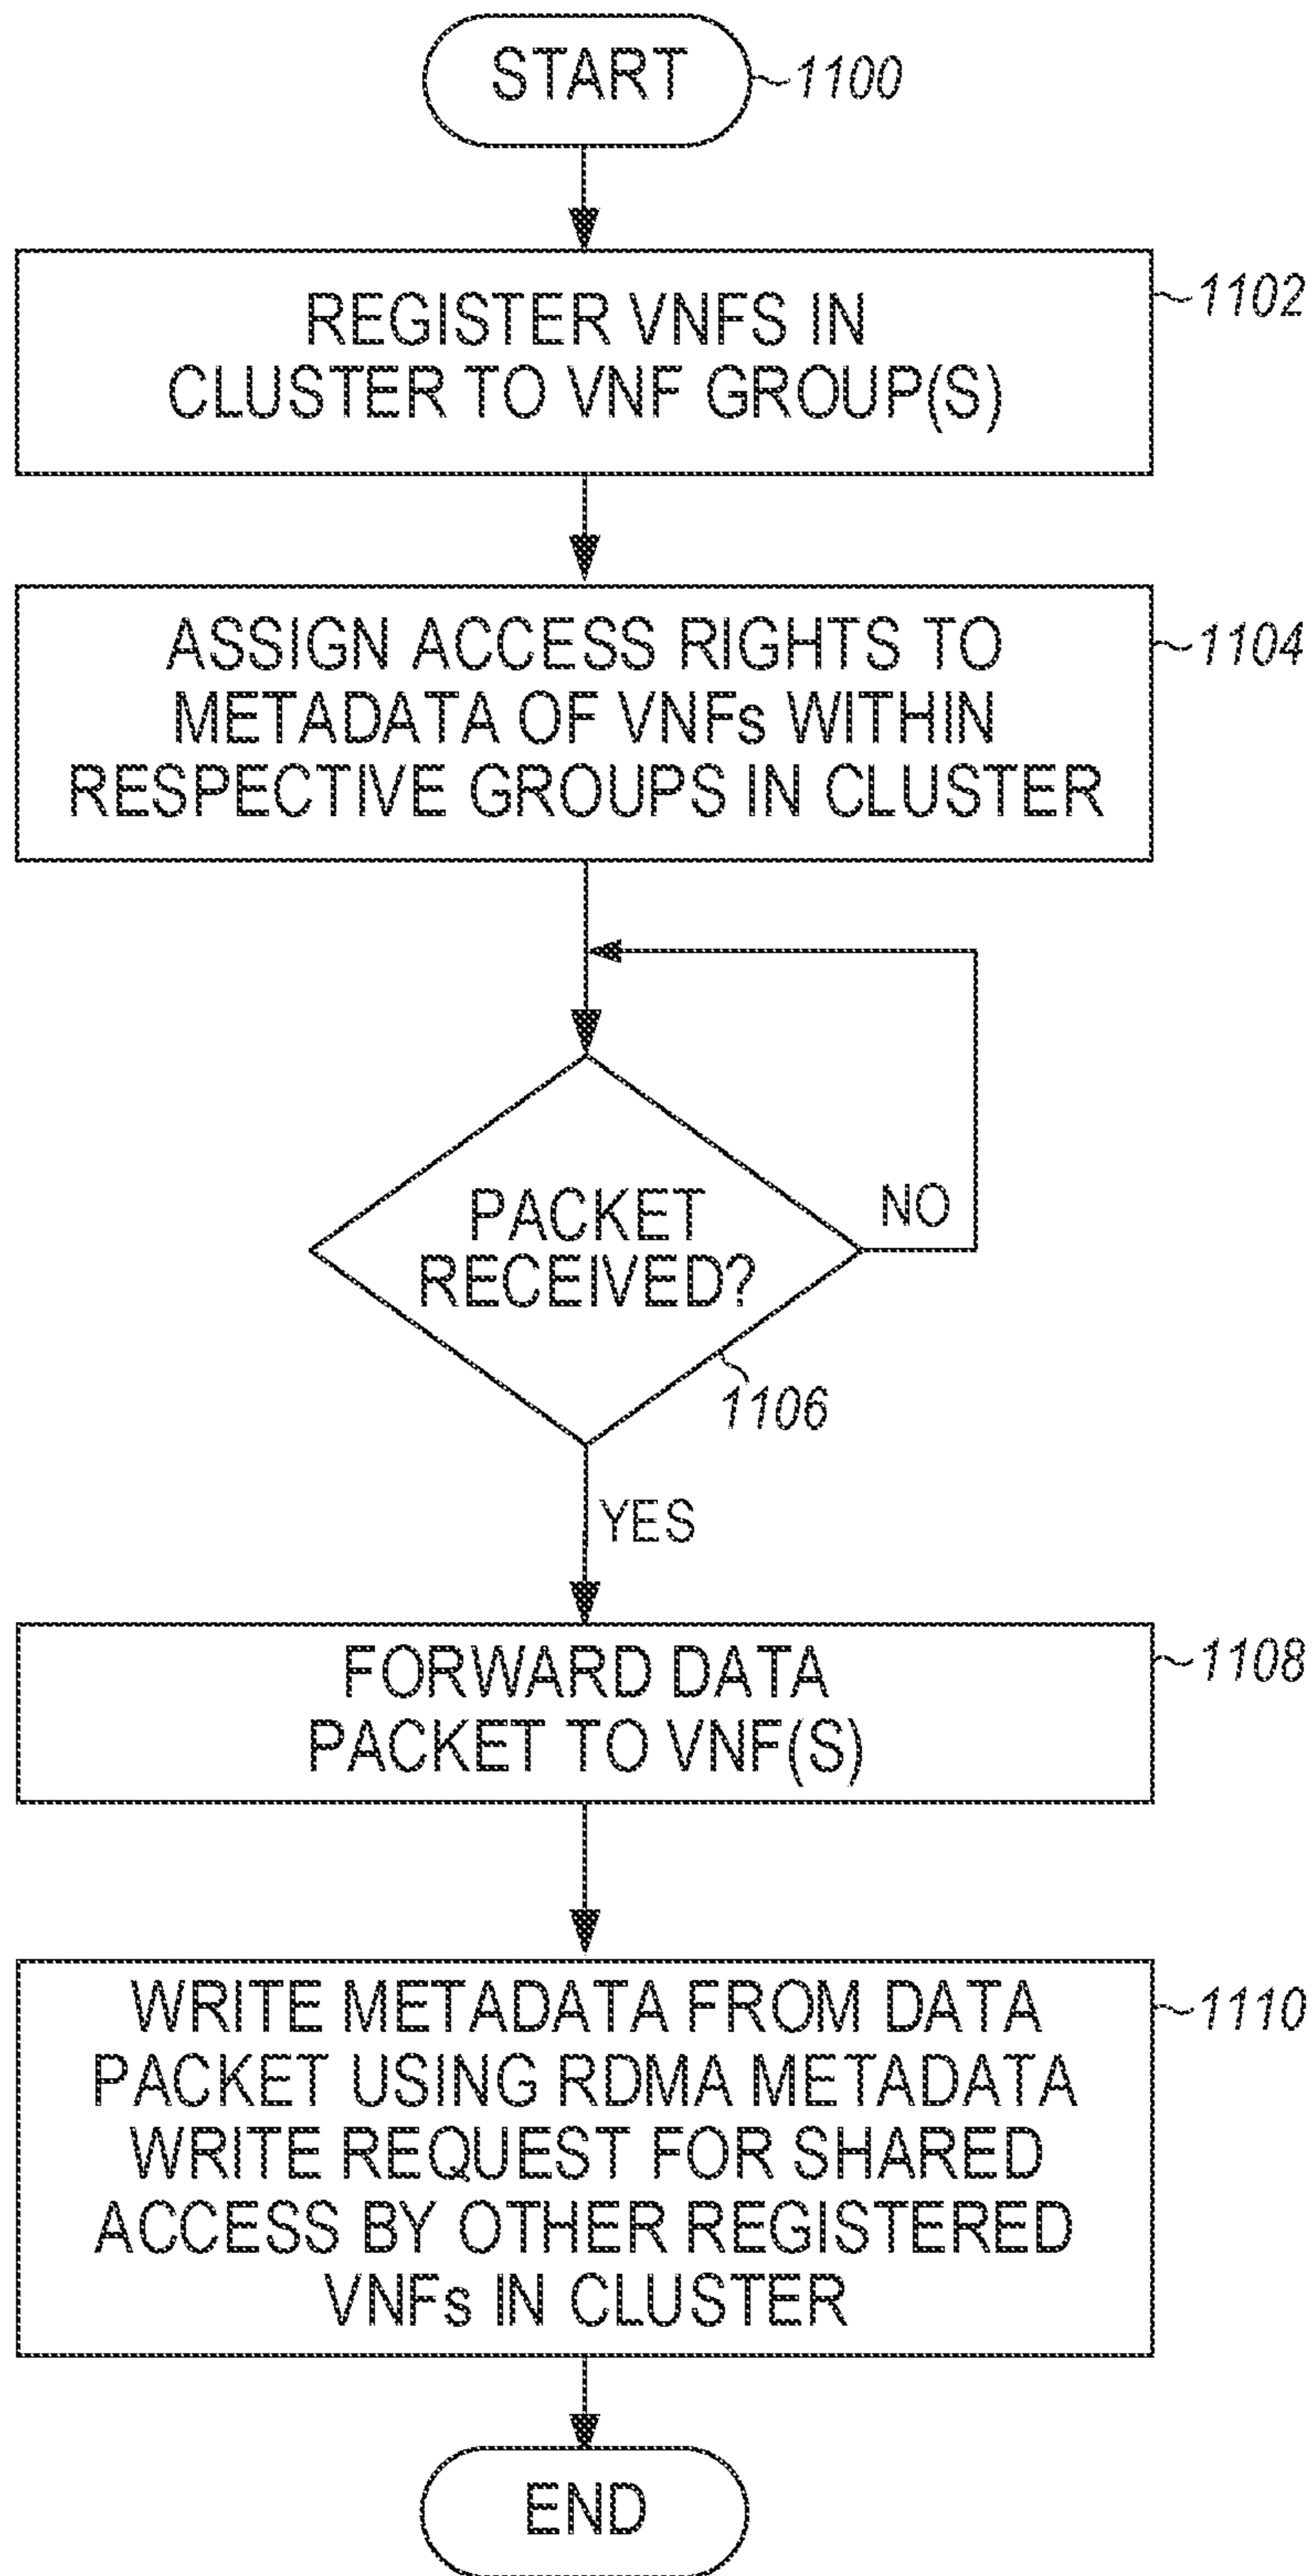 START
1100
REGISTER VNFS IN
CLUSTER TO VNF GROUP(S)
1102
ASSIGN ACCESS RIGHTS TO
METADATA OF VNFs WITHIN
RESPECTIVE GROUPS IN CLUSTER
1104
PACKET
RECEIVED?
NO
1106
YES
FORWARD DATA
PACKET TO VNF(S)
1108
WRITE METADATA FROM DATA
PACKET USING RDMA METADATA
WRITE REQUEST FOR SHARED
ACCESS BY OTHER REGISTERED
VNFs IN CLUSTER
1110
END